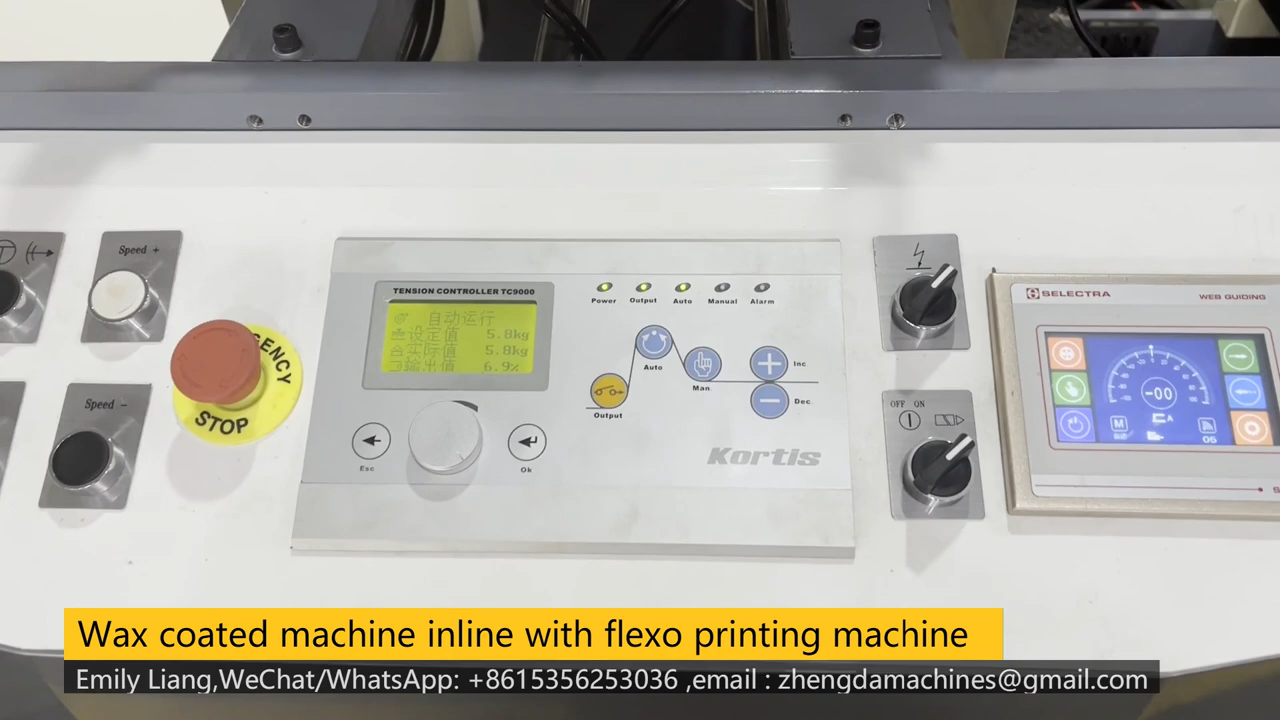 Speed +
EMERGENCY
STOP
Speed -
TENSION CONTROLLER TC9000
自动运行
设定值 5.8kg
实际值 5.8kg
输出值 6.9%
Power Output Auto Manual Alarm
Auto
Man.
Inc
Dec.
Output
Esc
Ok
Kortis
OFF ON
SELECTRA
WEB GUIDING
-00
M
A
05
Wax coated machine inline with flexo printing machine
Emily Liang,WeChat/WhatsApp: +8615356253036 ,email : zhengdamachines@gmail.com